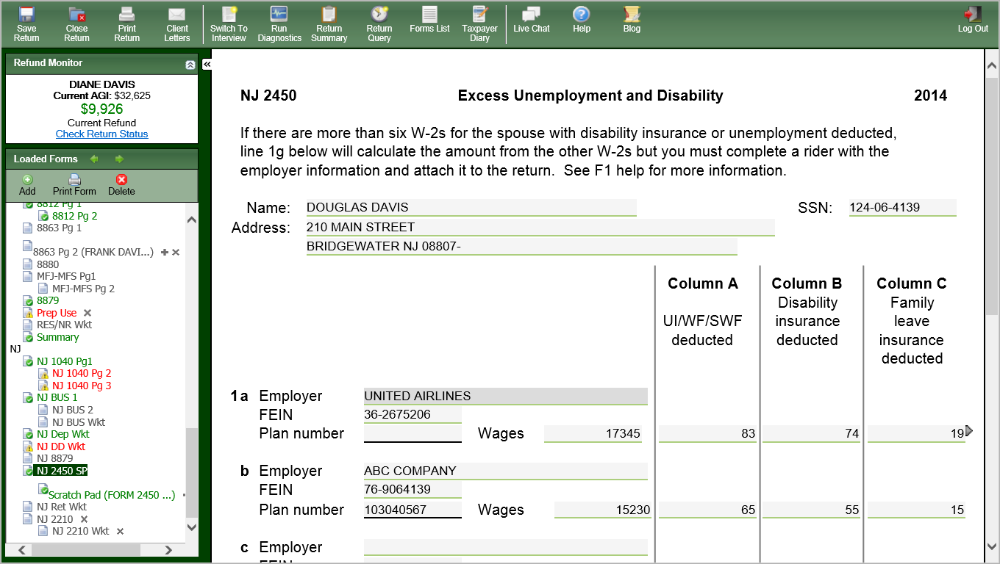 Save Return
Close Return
Print Return
Client Letters
Switch To Interview
Run Diagnostics
Return Summary
Return Query
Forms List
Taxpayer Diary
Live Chat
Help
Blog
Log Out
Refund Monitor
DIANE DAVIS
Current AGI: $32,625
$9,926
Current Refund
Check Return Status
Loaded Forms
Add Print Form Delete
8812 Pg 1
8812 Pg 2
8863 Pg 1
8863 Pg 2 (FRANK DAVI...)
8880
MFJ-MFS Pg1
MFJ-MFS Pg 2
8879
Prep Use
RES/NR Wkt
Summary
NJ
NJ 1040 Pg1
NJ 1040 Pg 2
NJ 1040 Pg 3
NJ BUS 1
NJ BUS 2
NJ BUS Wkt
NJ Dep Wkt
NJ DD Wkt
NJ 8879
NJ 2450 SP
Scratch Pad (FORM 2450 ...)
NJ Ret Wkt
NJ 2210
NJ 2210 Wkt
NJ 2450 Excess Unemployment and Disability 2014
If there are more than six W-2s for the spouse with disability insurance or unemployment deducted,
line 1g below will calculate the amount from the other W-2s but you must complete a rider with the
employer information and attach it to the return. See F1 help for more information.
Name: DOUGLAS DAVIS SSN: 124-06-4139
Address: 210 MAIN STREET
BRIDGEWATER NJ 08807-
Column A
UI/WF/SWF
deducted
Column B
Disability
insurance
deducted
Column C
Family
leave
insurance
deducted
1a Employer UNITED AIRLINES
FEIN 36-2675206
Plan number Wages 17345 83 74 19
b Employer ABC COMPANY
FEIN 76-9064139
Plan number 103040567 Wages 15230 65 55 15
c Employer
FEIN